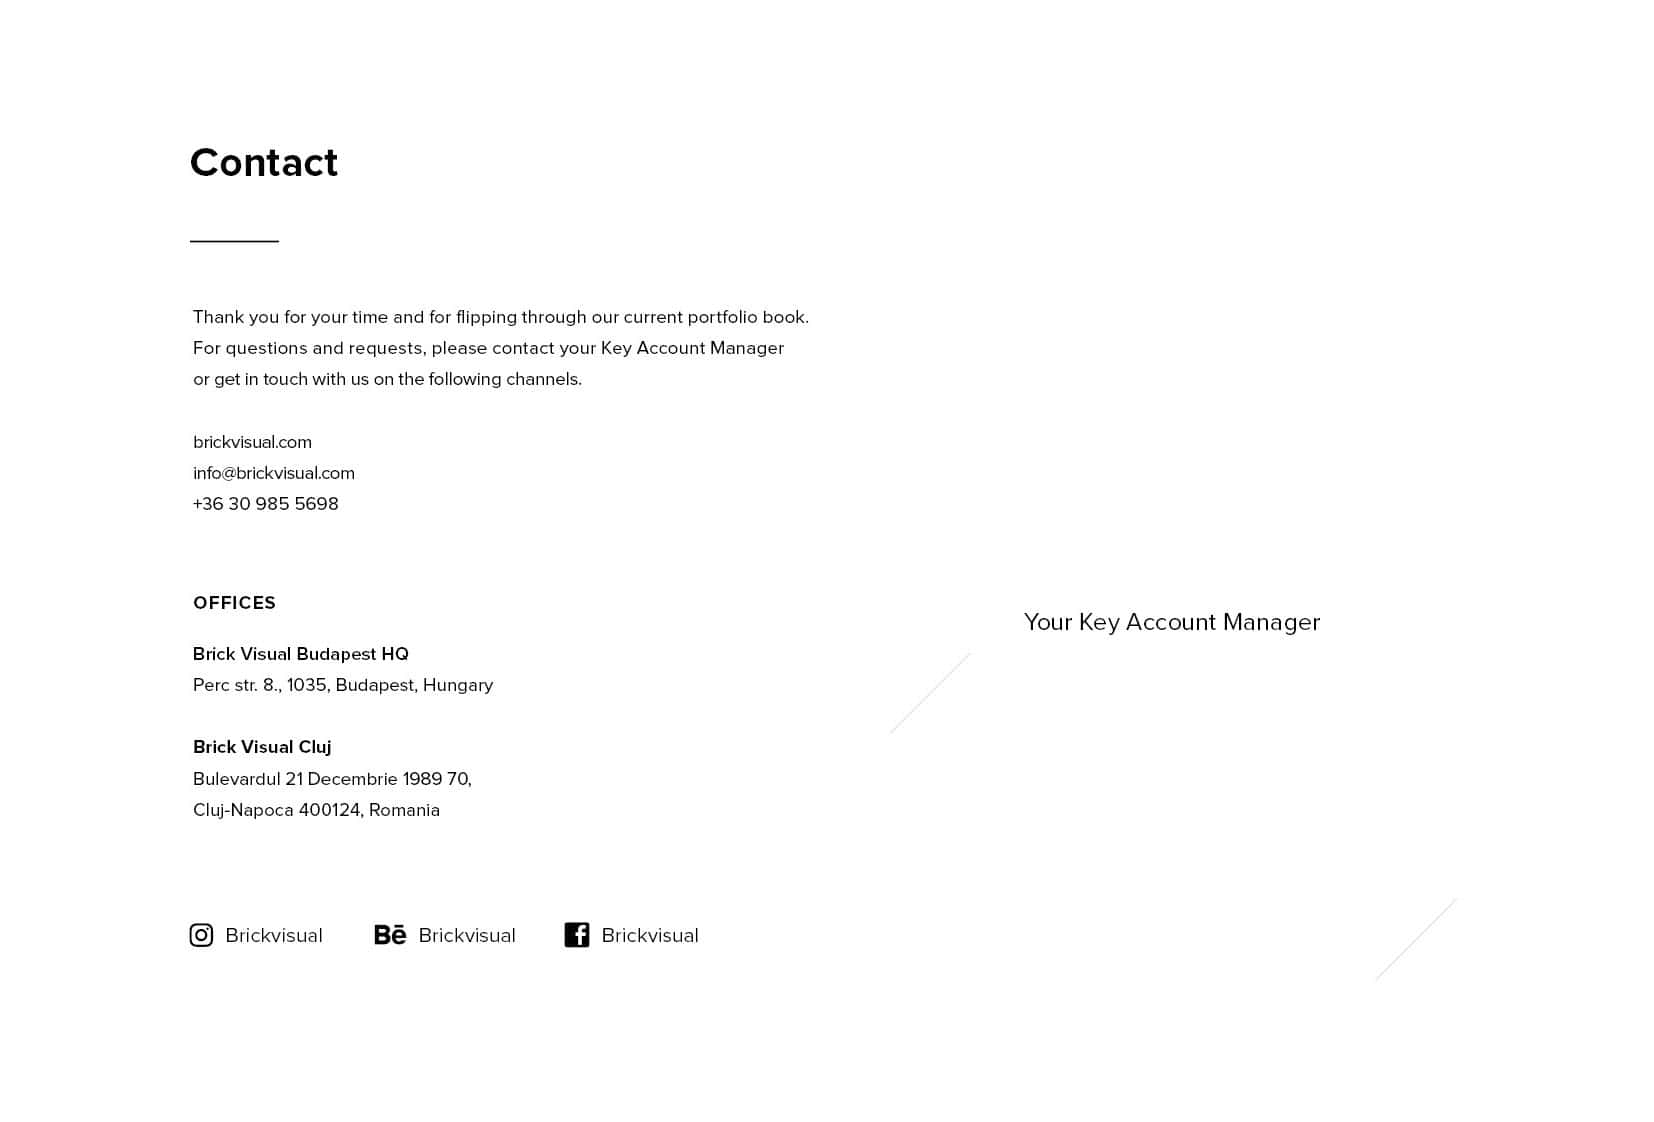 Contact
Thank you for your time and for flipping through our current portfolio book.
For questions and requests, please contact your Key Account Manager
or get in touch with us on the following channels.
brickvisual.com
info@brickvisual.com
+36 30 985 5698
OFFICES
Brick Visual Budapest HQ
Perc str. 8., 1035, Budapest, Hungary
Brick Visual Cluj
Bulevardul 21 Decembrie 1989 70,
Cluj-Napoca 400124, Romania
Brickvisual Bē Brickvisual f Brickvisual
Your Key Account Manager